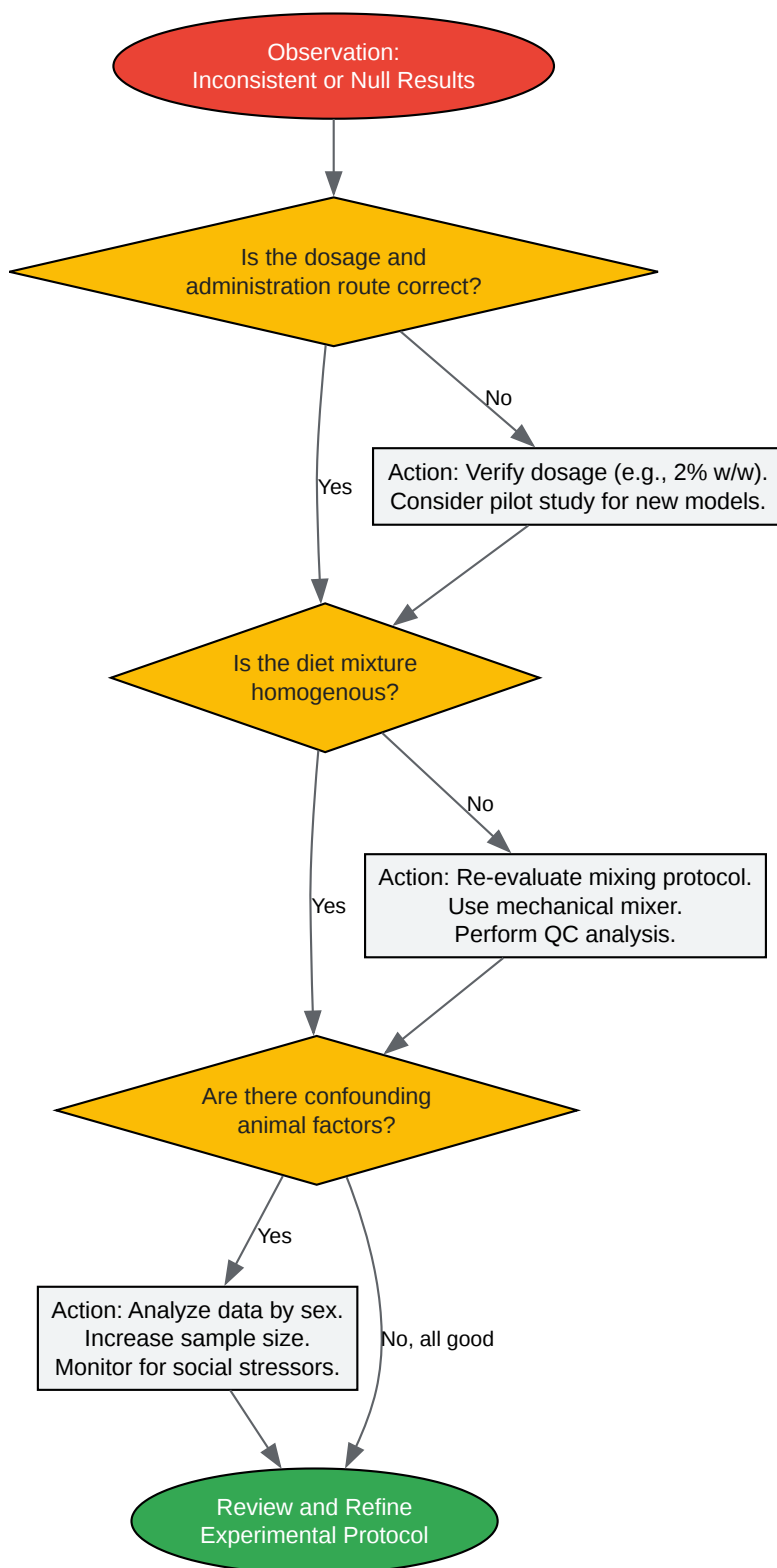 Observation:
Inconsistent or Null Results
Is the dosage and
administration route correct?
No
Action: Verify dosage (e.g., 2% w/w).
Consider pilot study for new models.
Yes
Is the diet mixture
homogenous?
No
Action: Re-evaluate mixing protocol.
Use mechanical mixer.
Perform QC analysis.
Yes
Are there confounding
animal factors?
Yes
Action: Analyze data by sex.
Increase sample size.
Monitor for social stressors.
No, all good
Review and Refine
Experimental Protocol